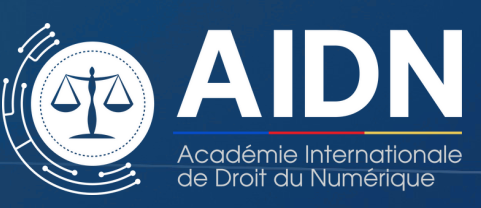 AIDN
Académie Internationale
de Droit du Numérique